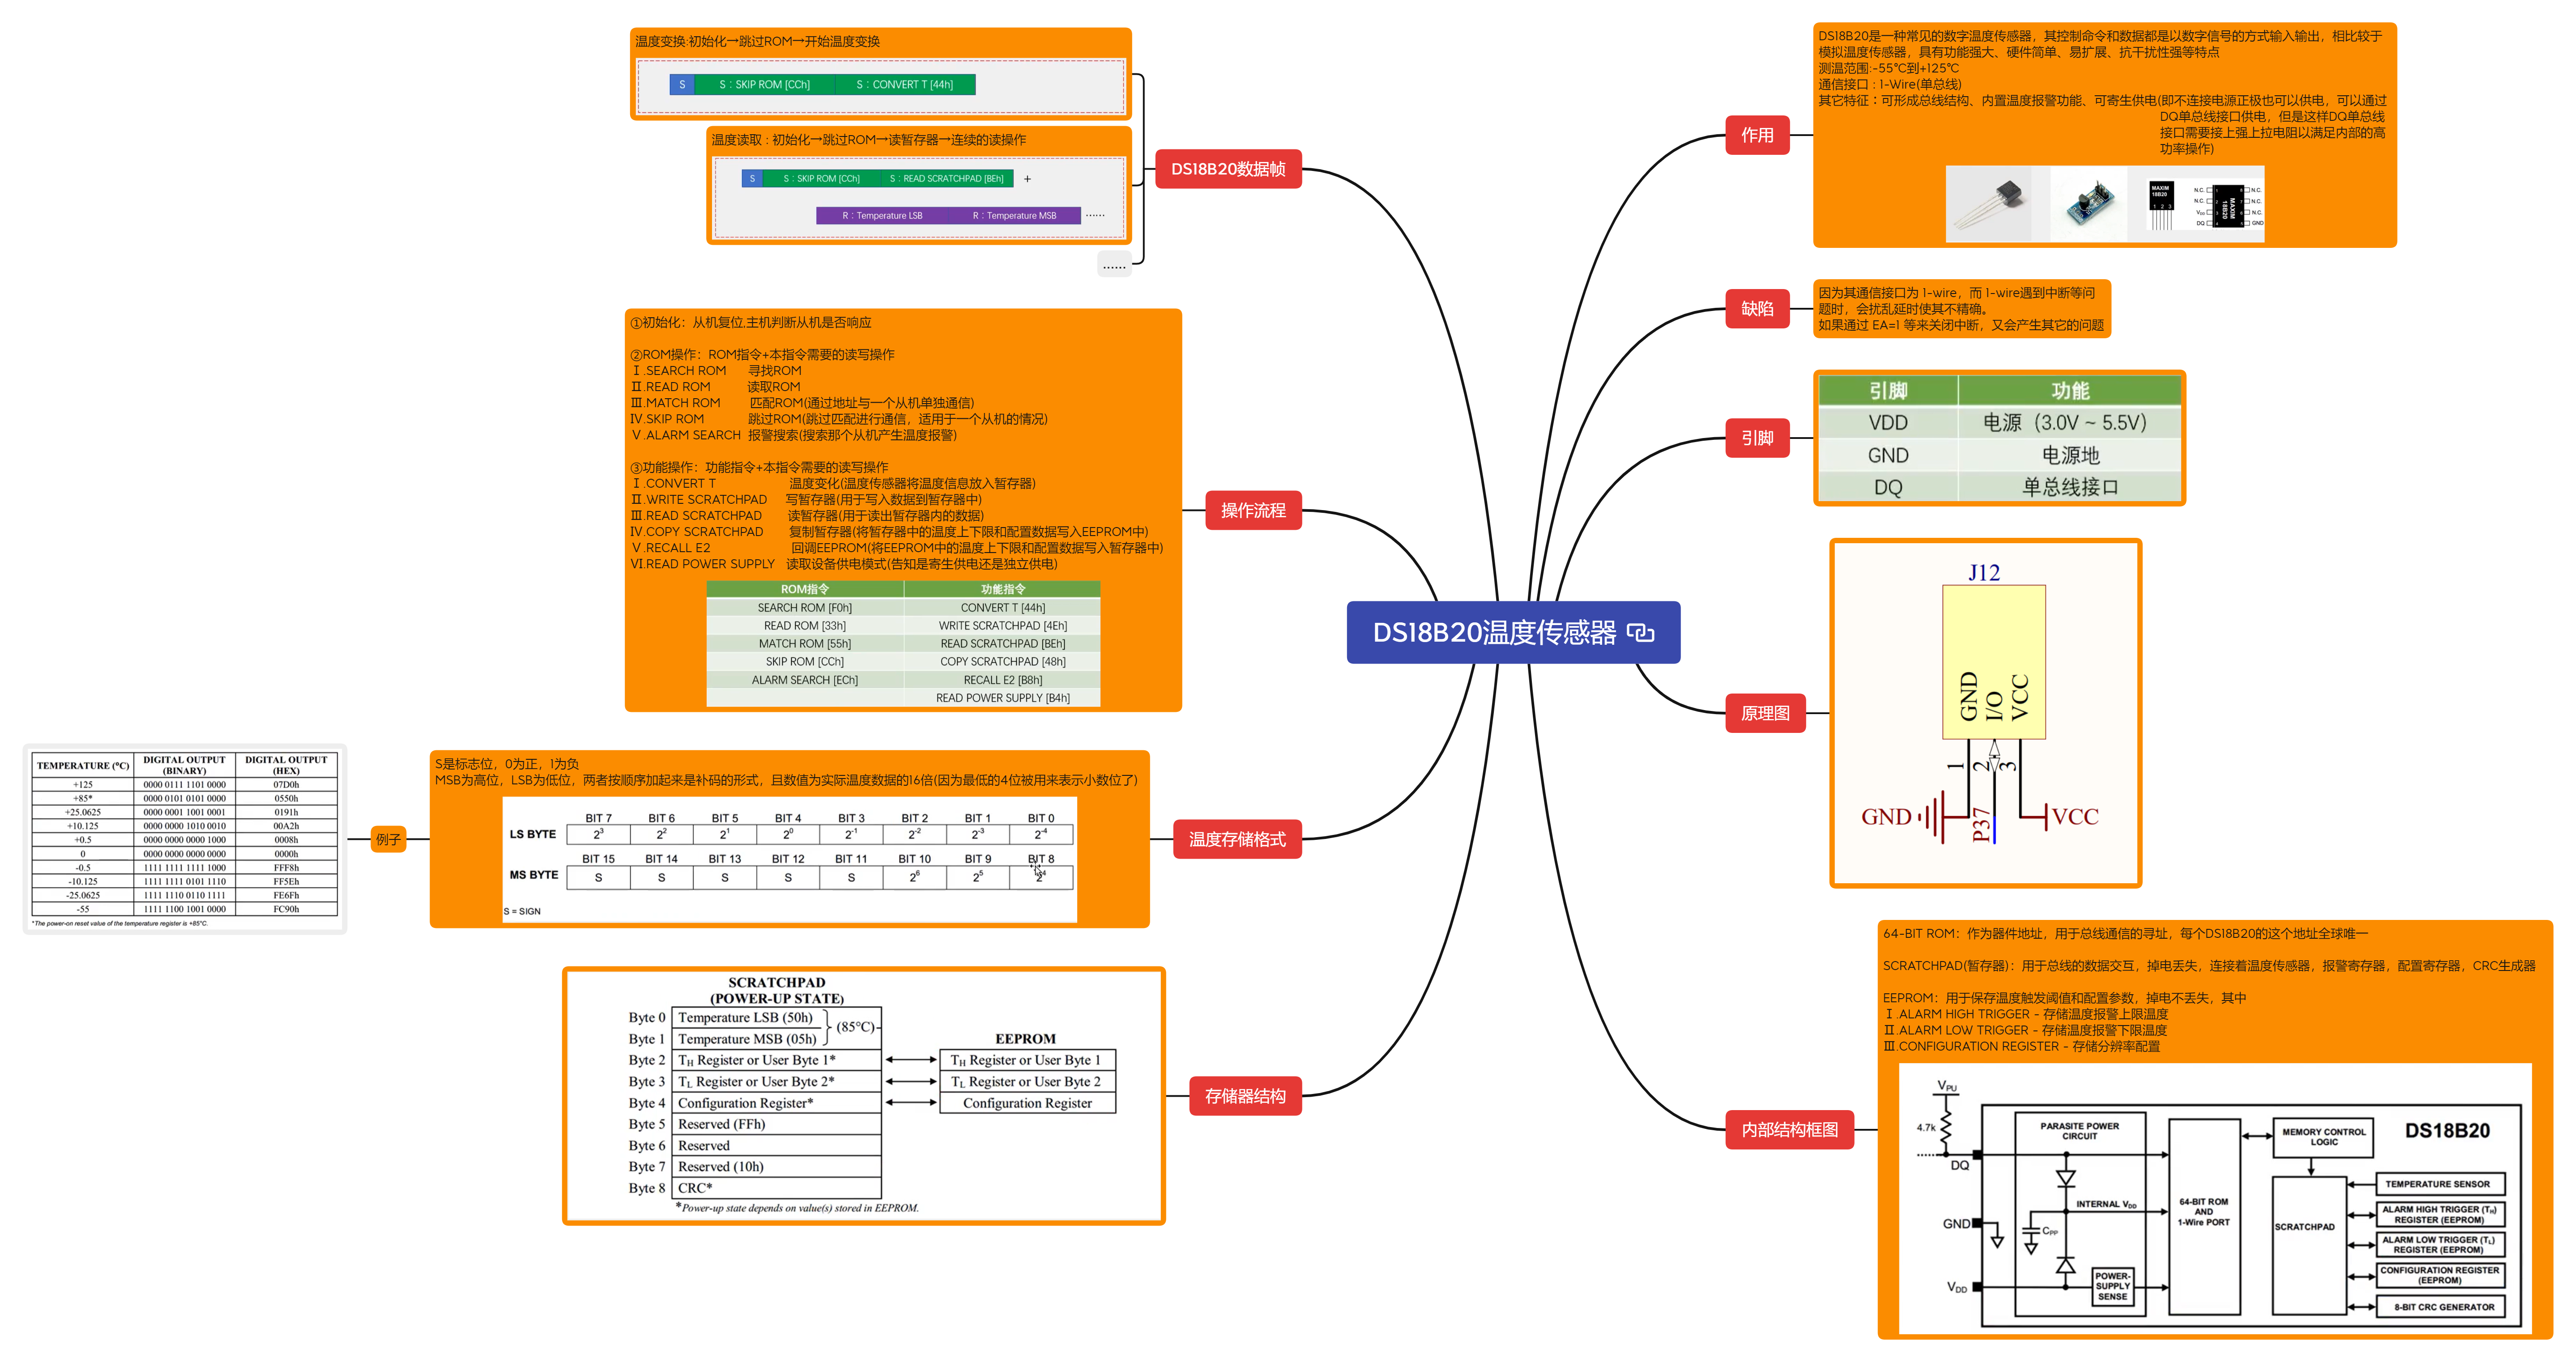 DS18B20温度传感器
作用
DS18B20是一种常见的数字温度传感器，其控制命令和数据都是以数字信号的方式输入输出，相比较于
模拟温度传感器，具有功能强大、硬件简单、易扩展、抗干扰性强等特点
测温范围:-55°C到+125°C
通信接口：1-Wire(单总线)
其它特征：可形成总线结构、内置温度报警功能、可寄生供电(即不连接电源正极也可以供电，可以通过
DQ单总线接口供电，但是这样DQ单总线
接口需要接上强上拉电阻以满足内部的高
功率操作)
MAXIM
18B20
1 2 3
N.C. 1 8 N.C.
N.C. 2 7 N.C.
VDD 3 6 N.C.
DQ 4 5 GND
MAXIM
18B20
缺陷
因为其通信接口为 1-wire，而 1-wire遇到中断等问
题时，会扰乱延时使其不精确。
如果通过 EA=1 等来关闭中断，又会产生其它的问题
引脚
引脚 功能
VDD 电源（3.0V ~ 5.5V）
GND 电源地
DQ 单总线接口
原理图
J12
GND
I/O
VCC
1
2
3
GND
P37
VCC
内部结构框图
64-BIT ROM：作为器件地址，用于总线通信的寻址，每个DS18B20的这个地址全球唯一
SCRATCHPAD(暂存器)：用于总线的数据交互，掉电丢失，连接着温度传感器，报警寄存器，配置寄存器，CRC生成器
EEPROM：用于保存温度触发阈值和配置参数，掉电不丢失，其中
Ⅰ.ALARM HIGH TRIGGER - 存储温度报警上限温度
Ⅱ.ALARM LOW TRIGGER - 存储温度报警下限温度
Ⅲ.CONFIGURATION REGISTER - 存储分辨率配置
VPU
4.7k
DQ
GND
VDD
PARASITE POWER
CIRCUIT
INTERNAL VDD
CPP
POWER-
SUPPLY
SENSE
64-BIT ROM
AND
1-Wire PORT
MEMORY CONTROL
LOGIC
DS18B20
SCRATCHPAD
TEMPERATURE SENSOR
ALARM HIGH TRIGGER (TH)
REGISTER (EEPROM)
ALARM LOW TRIGGER (TL)
REGISTER (EEPROM)
CONFIGURATION REGISTER
(EEPROM)
8-BIT CRC GENERATOR
DS18B20数据帧
温度变换:初始化→跳过ROM→开始温度变换
S S：SKIP ROM [CCh] S：CONVERT T [44h]
温度读取：初始化→跳过ROM→读暂存器→连续的读操作
S S：SKIP ROM [CCh] S：READ SCRATCHPAD [BEh] +
R：Temperature LSB R：Temperature MSB ……
……
操作流程
①初始化：从机复位,主机判断从机是否响应
②ROM操作：ROM指令+本指令需要的读写操作
Ⅰ.SEARCH ROM 寻找ROM
Ⅱ.READ ROM 读取ROM
Ⅲ.MATCH ROM 匹配ROM(通过地址与一个从机单独通信)
Ⅳ.SKIP ROM 跳过ROM(跳过匹配进行通信，适用于一个从机的情况)
Ⅴ.ALARM SEARCH 报警搜索(搜索那个从机产生温度报警)
③功能操作：功能指令+本指令需要的读写操作
Ⅰ.CONVERT T 温度变化(温度传感器将温度信息放入暂存器)
Ⅱ.WRITE SCRATCHPAD 写暂存器(用于写入数据到暂存器中)
Ⅲ.READ SCRATCHPAD 读暂存器(用于读出暂存器内的数据)
Ⅳ.COPY SCRATCHPAD 复制暂存器(将暂存器中的温度上下限和配置数据写入EEPROM中)
Ⅴ.RECALL E2 回调EEPROM(将EEPROM中的温度上下限和配置数据写入暂存器中)
Ⅵ.READ POWER SUPPLY 读取设备供电模式(告知是寄生供电还是独立供电)
ROM指令 功能指令
SEARCH ROM [F0h] CONVERT T [44h]
READ ROM [33h] WRITE SCRATCHPAD [4Eh]
MATCH ROM [55h] READ SCRATCHPAD [BEh]
SKIP ROM [CCh] COPY SCRATCHPAD [48h]
ALARM SEARCH [ECh] RECALL E2 [B8h]
READ POWER SUPPLY [B4h]
温度存储格式
S是标志位，0为正，1为负
MSB为高位，LSB为低位，两者按顺序加起来是补码的形式，且数值为实际温度数据的16倍(因为最低的4位被用来表示小数位了)
BIT 7 BIT 6 BIT 5 BIT 4 BIT 3 BIT 2 BIT 1 BIT 0
LS BYTE 2³ 2² 2¹ 2⁰ 2⁻¹ 2⁻² 2⁻³ 2⁻⁴
BIT 15 BIT 14 BIT 13 BIT 12 BIT 11 BIT 10 BIT 9 BIT 8
MS BYTE S S S S S 2⁶ 2⁵ 2⁴
S = SIGN
例子
TEMPERATURE (°C) DIGITAL OUTPUT (BINARY) DIGITAL OUTPUT (HEX)
+125 0000 0111 1101 0000 07D0h
+85* 0000 0101 0101 0000 0550h
+25.0625 0000 0001 1001 0001 0191h
+10.125 0000 0000 1010 0010 00A2h
+0.5 0000 0000 0000 1000 0008h
0 0000 0000 0000 0000 0000h
-0.5 1111 1111 1111 1000 FFF8h
-10.125 1111 1111 0101 1110 FF5Eh
-25.0625 1111 1110 0110 1111 FE6Fh
-55 1111 1100 1001 0000 FC90h
*The power-on reset value of the temperature register is +85°C.
存储器结构
SCRATCHPAD
(POWER-UP STATE)
Byte 0 Temperature LSB (50h)
(85°C)
Byte 1 Temperature MSB (05h)
EEPROM
Byte 2 TH Register or User Byte 1* TH Register or User Byte 1
Byte 3 TL Register or User Byte 2* TL Register or User Byte 2
Byte 4 Configuration Register* Configuration Register
Byte 5 Reserved (FFh)
Byte 6 Reserved
Byte 7 Reserved (10h)
Byte 8 CRC*
*Power-up state depends on value(s) stored in EEPROM.